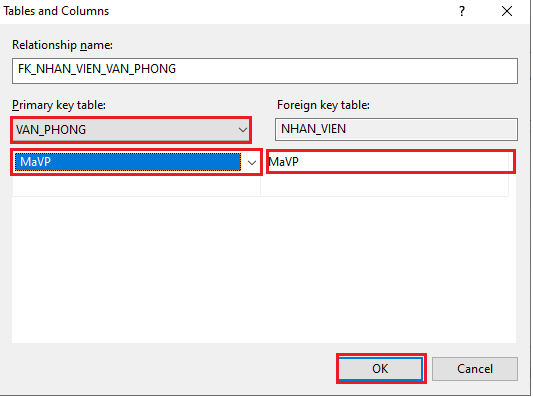 Tables and Columns
Relationship name:
FK_NHAN_VIEN_VAN_PHONG
Primary key table:
Foreign key table:
VAN_PHONG
NHAN_VIEN
MaVP
MaVP
OK
Cancel